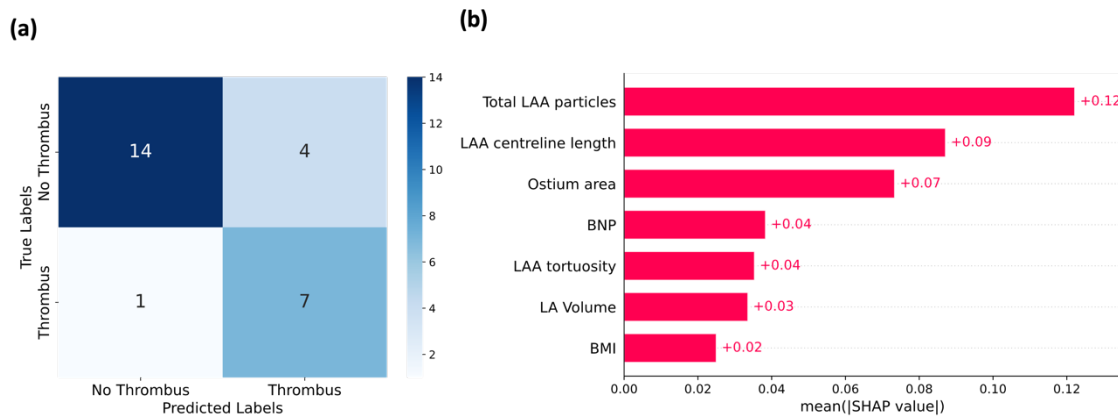 (a)
No Thrombus
Thrombus
True Labels
14
4
1
7
No Thrombus
Thrombus
Predicted Labels
14
12
10
8
6
4
2
(b)
Total LAA particles
+0.12
LAA centreline length
+0.09
Ostium area
+0.07
BNP
+0.04
LAA tortuosity
+0.04
LA Volume
+0.03
BMI
+0.02
0.00
0.02
0.04
0.06
0.08
0.10
0.12
mean(|SHAP value|)